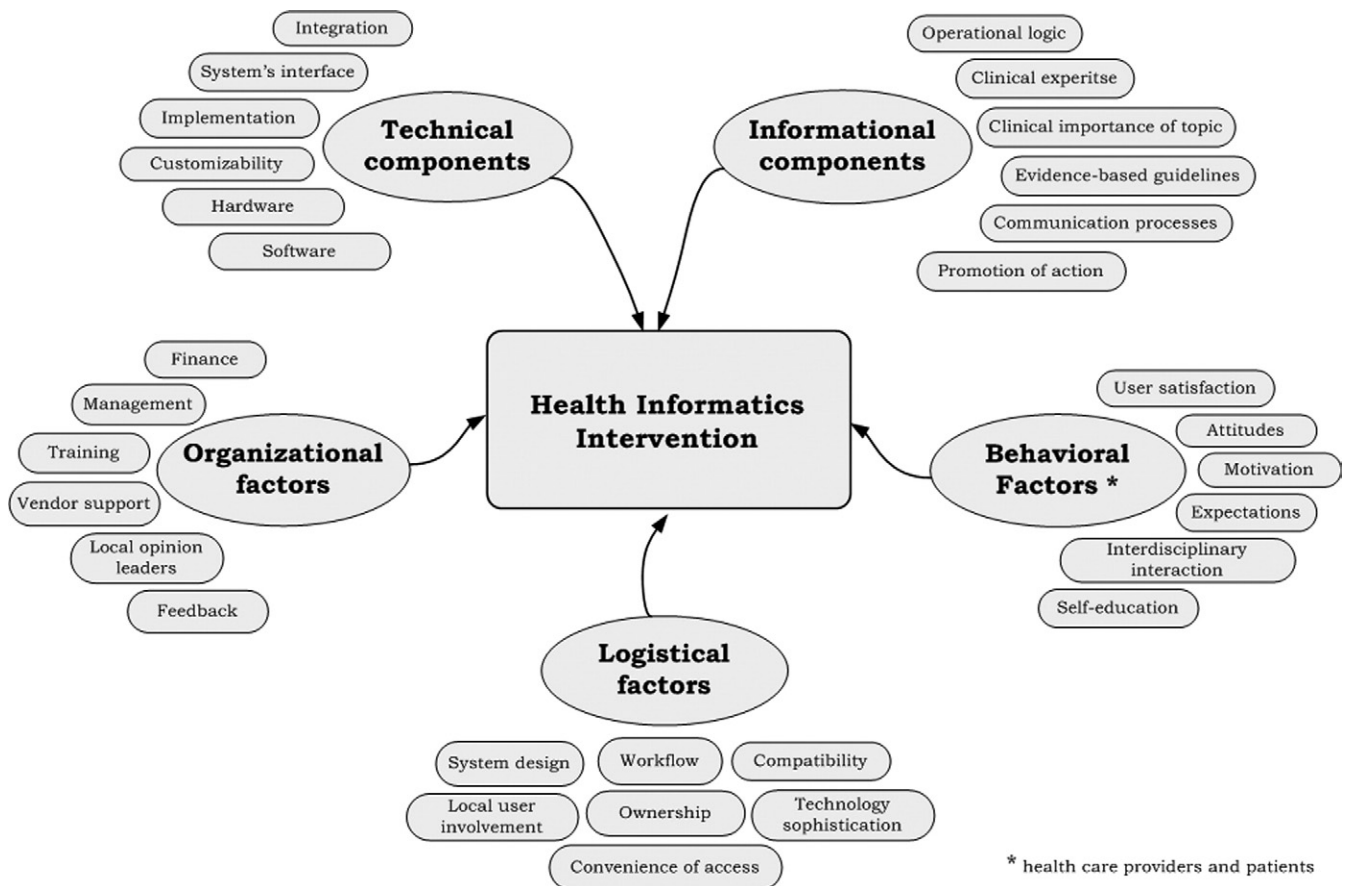 Integration
System's interface
Implementation
Customizability
Hardware
Software
Technical
components
Operational logic
Clinical experitse
Clinical importance of topic
Evidence-based guidelines
Communication processes
Promotion of action
Informational
components
Health Informatics
Intervention
Finance
Management
Training
Vendor support
Local opinion
leaders
Feedback
Organizational
factors
User satisfaction
Attitudes
Motivation
Expectations
Interdisciplinary
interaction
Self-education
Behavioral
Factors *
Logistical
factors
System design
Workflow
Compatibility
Local user
involvement
Ownership
Technology
sophistication
Convenience of access
* health care providers and patients